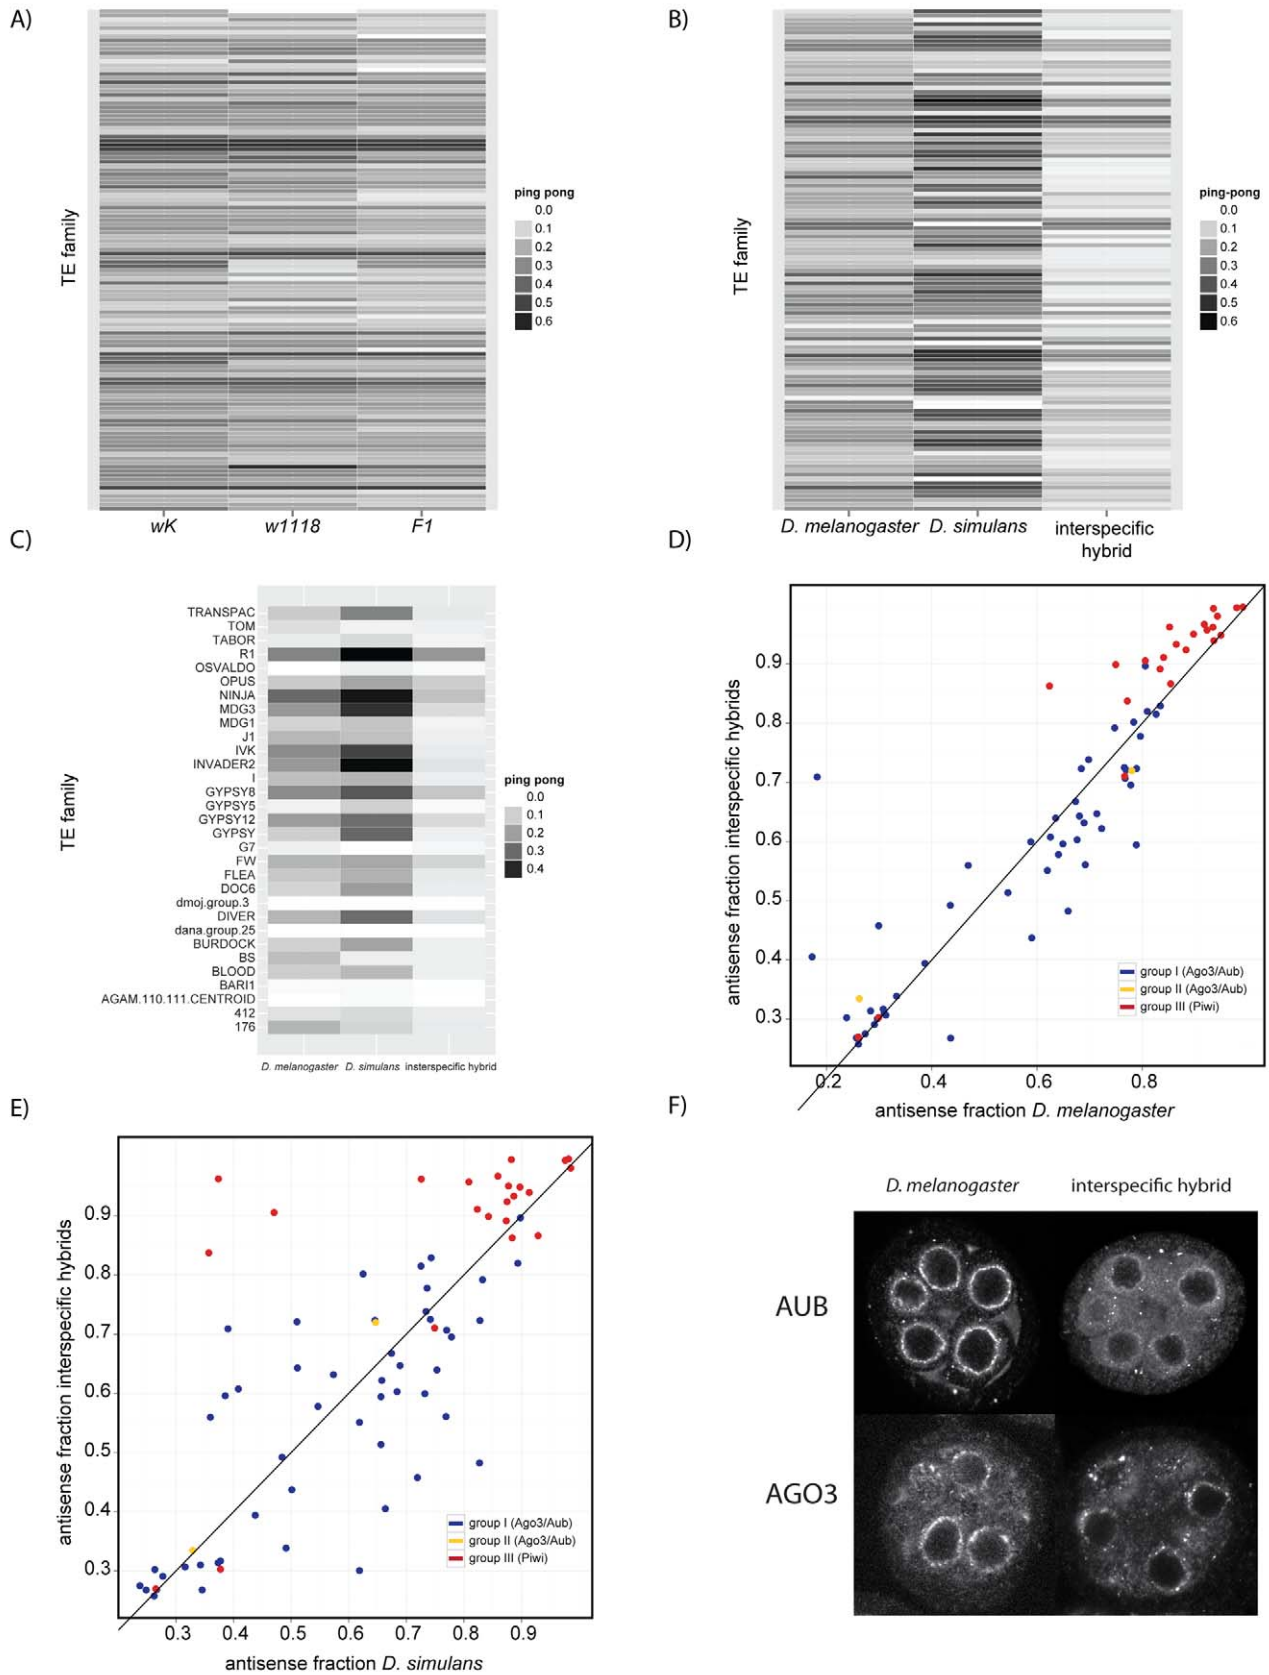 A)
TE family
ping pong
0.0
0.1
0.2
0.3
0.4
0.5
0.6
wK
w1118
F1
B)
TE family
ping-pong
0.0
0.1
0.2
0.3
0.4
0.5
0.6
D. melanogaster
D. simulans
interspecific
hybrid
C)
TE family
TRANSPAC
TOM
TABOR
R1
OSVALDO
OPUS
NINJA
MDG3
MDG1
J1
IVK
INVADER2
I
GYPSY8
GYPSY5
GYPSY12
GYPSY
G7
FW
FLEA
DOC6
dmoj.group.3
DIVER
dana.group.25
BURDOCK
BS
BLOOD
BARI1
AGAM.110.111.CENTROID
412
176
ping pong
0.0
0.1
0.2
0.3
0.4
D. melanogaster
D. simulans
insterspecific hybrid
D)
antisense fraction interspecific hybrids
0.9
0.8
0.7
0.6
0.5
0.4
0.3
group I (Ago3/Aub)
group II (Ago3/Aub)
group III (Piwi)
0.2
0.4
0.6
0.8
antisense fraction D. melanogaster
E)
antisense fraction interspecific hybrids
0.9
0.8
0.7
0.6
0.5
0.4
0.3
group I (Ago3/Aub)
group II (Ago3/Aub)
group III (Piwi)
0.3
0.4
0.5
0.6
0.7
0.8
0.9
antisense fraction D. simulans
F)
D. melanogaster
interspecific hybrid
AUB
AGO3